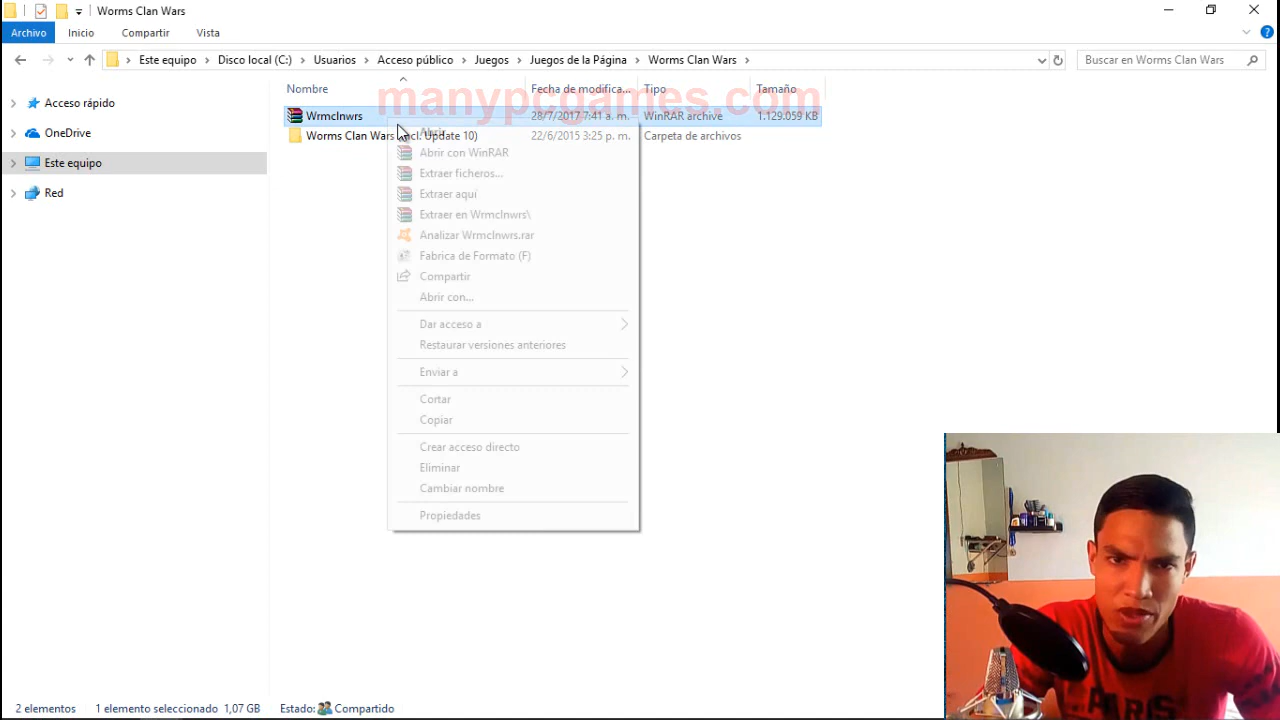 Worms Clan Wars
Archivo Inicio Compartir Vista
Este equipo Disco local (C:) Usuarios Acceso público Juegos Juegos de la Página Worms Clan Wars Buscar en Worms Clan Wars
Nombre Fecha de modifica... Tipo Tamaño
manypcgames.com
Wrmclnwrs 28/7/2017 7:41 a. m. WinRAR archive 1.129.059 KB
Worms Clan Wars (Incl. Update 10) 22/6/2015 3:25 p. m. Carpeta de archivos
Acceso rápido
OneDrive
Este equipo
Red
Abrir
Abrir con WinRAR
Extraer ficheros...
Extraer aquí
Extraer en Wrmclnwrs\
Analizar Wrmclnwrs.rar
Fabrica de Formato (F)
Compartir
Abrir con...
Dar acceso a
Restaurar versiones anteriores
Enviar a
Cortar
Copiar
Crear acceso directo
Eliminar
Cambiar nombre
Propiedades
PARIS
2 elementos 1 elemento seleccionado 1,07 GB Estado: Compartido